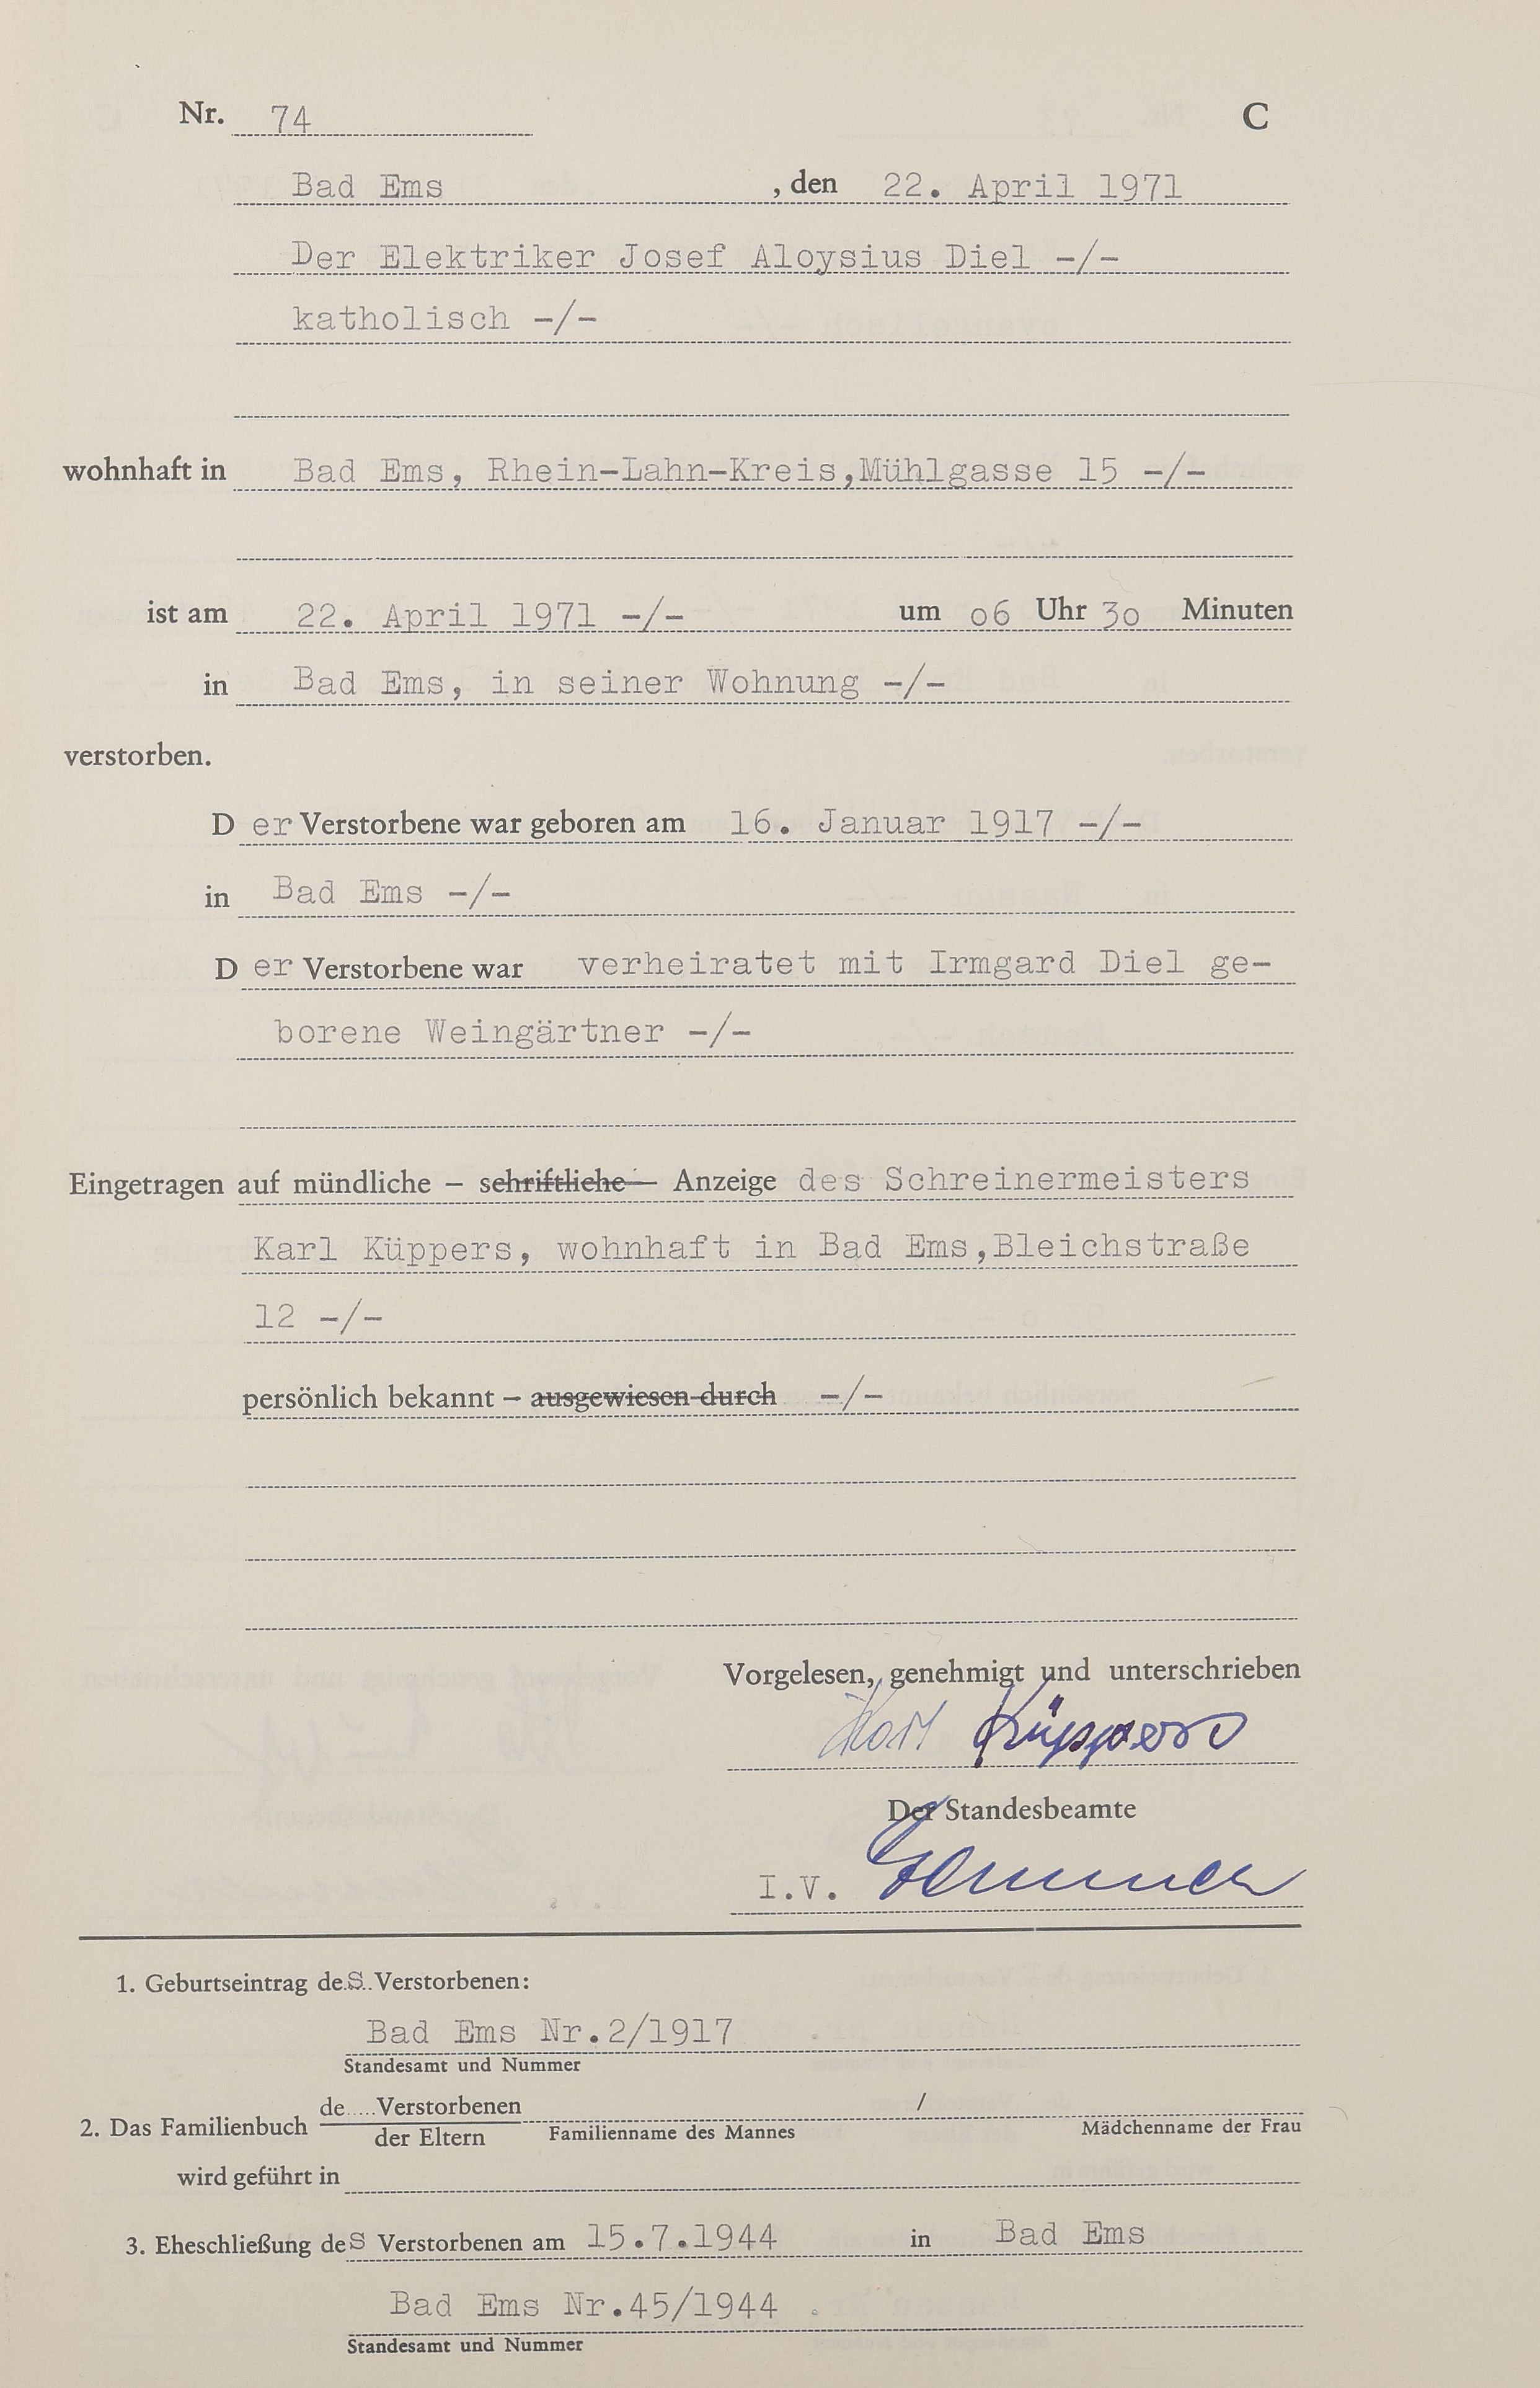 Nr. 74 C
Bad Ems , den 22. April 1971
Der Elektriker Josef Aloysius Diel -/-
katholisch -/-
wohnhaft in Bad Ems, Rhein-Lahn-Kreis,Mühlgasse 15 -/-
ist am 22. April 1971 -/- um 06 Uhr 30 Minuten
in Bad Ems, in seiner Wohnung -/-
verstorben.
D er Verstorbene war geboren am 16. Januar 1917 -/-
in Bad Ems -/-
D er Verstorbene war verheiratet mit Irmgard Diel ge-
borene Weingärtner -/-
Eingetragen auf mündliche – schriftliche – Anzeige des Schreinermeisters
Karl Küppers, wohnhaft in Bad Ems,Bleichstraße
12 -/-
persönlich bekannt – ausgewiesen durch -/-
Vorgelesen, genehmigt und unterschrieben
Karl Küppers
Der Standesbeamte
I.V.
1. Geburtseintrag des Verstorbenen:
Bad Ems Nr.2/1917
Standesamt und Nummer
2. Das Familienbuch de..... Verstorbenen /
der Eltern Familienname des Mannes Mädchenname der Frau
wird geführt in
3. Eheschließung des Verstorbenen am 15.7.1944 in Bad Ems
Bad Ems Nr.45/1944 .
Standesamt und Nummer